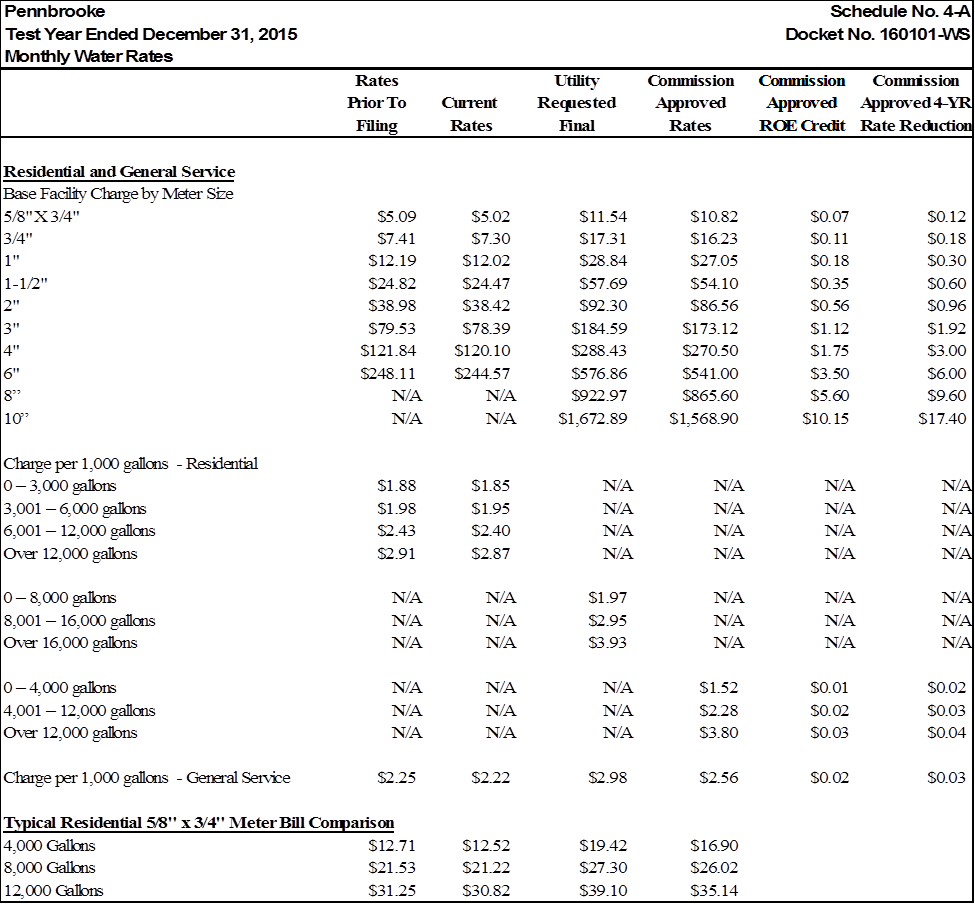 Pennbrooke Schedule No. 4-A
Test Year Ended December 31, 2015 Docket No. 160101-WS
Monthly Water Rates
Rates Utility Commission Commission Commission
Prior To Current Requested Approved Approved Approved 4-YR
Filing Rates Final Rates ROE Credit Rate Reduction
Residential and General Service
Base Facility Charge by Meter Size
5/8"X 3/4" $5.09 $5.02 $11.54 $10.82 $0.07 $0.12
3/4" $7.41 $7.30 $17.31 $16.23 $0.11 $0.18
1" $12.19 $12.02 $28.84 $27.05 $0.18 $0.30
1-1/2" $24.82 $24.47 $57.69 $54.10 $0.35 $0.60
2" $38.98 $38.42 $92.30 $86.56 $0.56 $0.96
3" $79.53 $78.39 $184.59 $173.12 $1.12 $1.92
4" $121.84 $120.10 $288.43 $270.50 $1.75 $3.00
6" $248.11 $244.57 $576.86 $541.00 $3.50 $6.00
8” N/A N/A $922.97 $865.60 $5.60 $9.60
10” N/A N/A $1,672.89 $1,568.90 $10.15 $17.40
Charge per 1,000 gallons - Residential
0 – 3,000 gallons $1.88 $1.85 N/A N/A N/A N/A
3,001 – 6,000 gallons $1.98 $1.95 N/A N/A N/A N/A
6,001 – 12,000 gallons $2.43 $2.40 N/A N/A N/A N/A
Over 12,000 gallons $2.91 $2.87 N/A N/A N/A N/A
0 – 8,000 gallons N/A N/A $1.97 N/A N/A N/A
8,001 – 16,000 gallons N/A N/A $2.95 N/A N/A N/A
Over 16,000 gallons N/A N/A $3.93 N/A N/A N/A
0 – 4,000 gallons N/A N/A N/A $1.52 $0.01 $0.02
4,001 – 12,000 gallons N/A N/A N/A $2.28 $0.02 $0.03
Over 12,000 gallons N/A N/A N/A $3.80 $0.03 $0.04
Charge per 1,000 gallons - General Service $2.25 $2.22 $2.98 $2.56 $0.02 $0.03
Typical Residential 5/8" x 3/4" Meter Bill Comparison
4,000 Gallons $12.71 $12.52 $19.42 $16.90
8,000 Gallons $21.53 $21.22 $27.30 $26.02
12,000 Gallons $31.25 $30.82 $39.10 $35.14